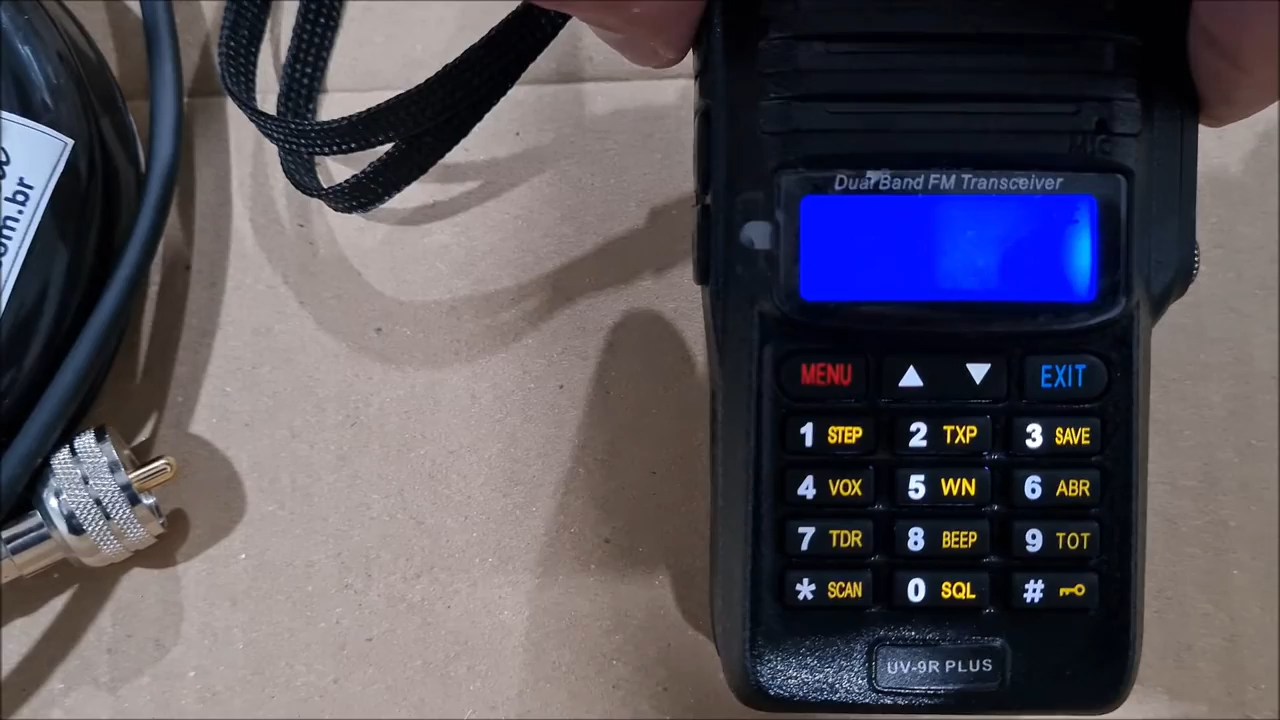 om.br
MIC
Dual Band FM Transceiver
MENU ▲ ▼ EXIT
1 STEP 2 TXP 3 SAVE
4 VOX 5 WN 6 ABR
7 TDR 8 BEEP 9 TOT
* SCAN 0 SQL #
UV-9R PLUS